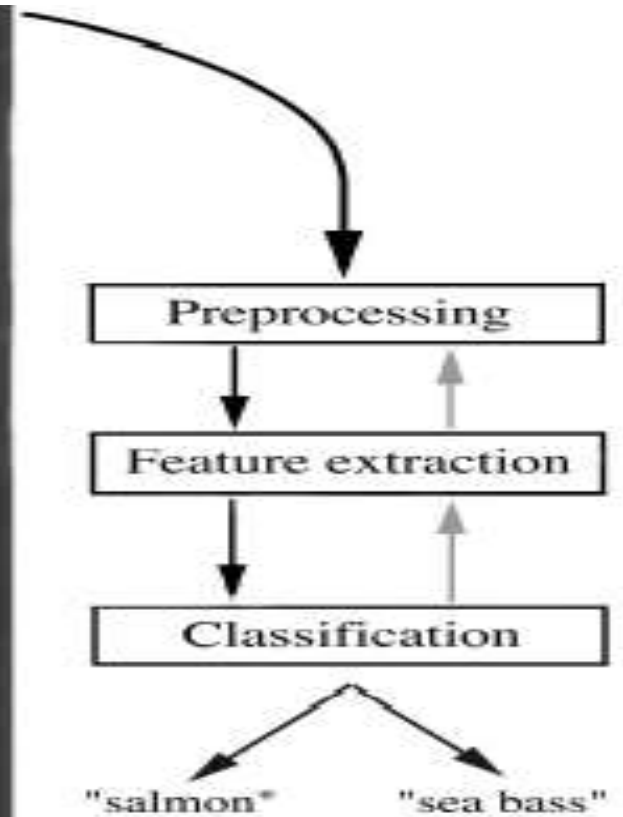 Preprocessing
Feature extraction
Classification
"salmon" "sea bass"